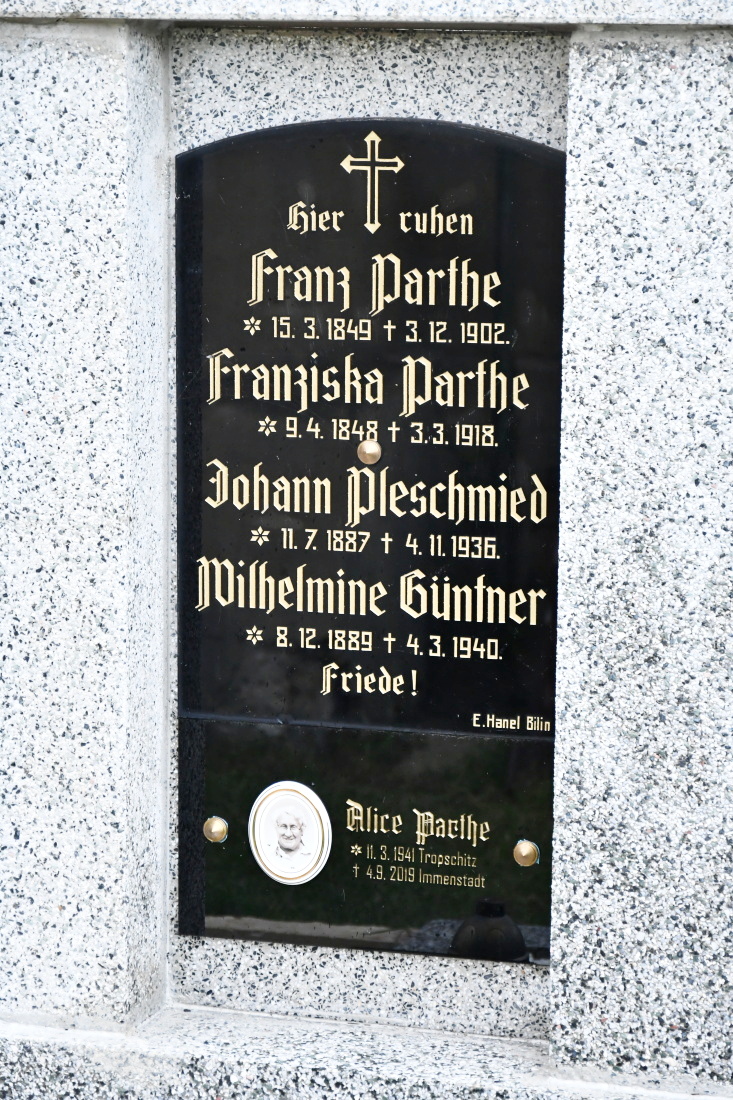 Hier ruhen
Franz Parthe
* 15. 3. 1849 † 3. 12. 1902.
Franziska Parthe
* 9. 4. 1848 † 3. 3. 1918.
Johann Pleschmied
* 11. 7. 1887 † 4. 11. 1936.
Wilhelmine Güntner
* 8. 12. 1889 † 4. 3. 1940.
Friede!
E. Hanel Bilin
Alice Parthe
* 11. 3. 1941 Tropschitz
† 4.9. 2019 Immenstadt